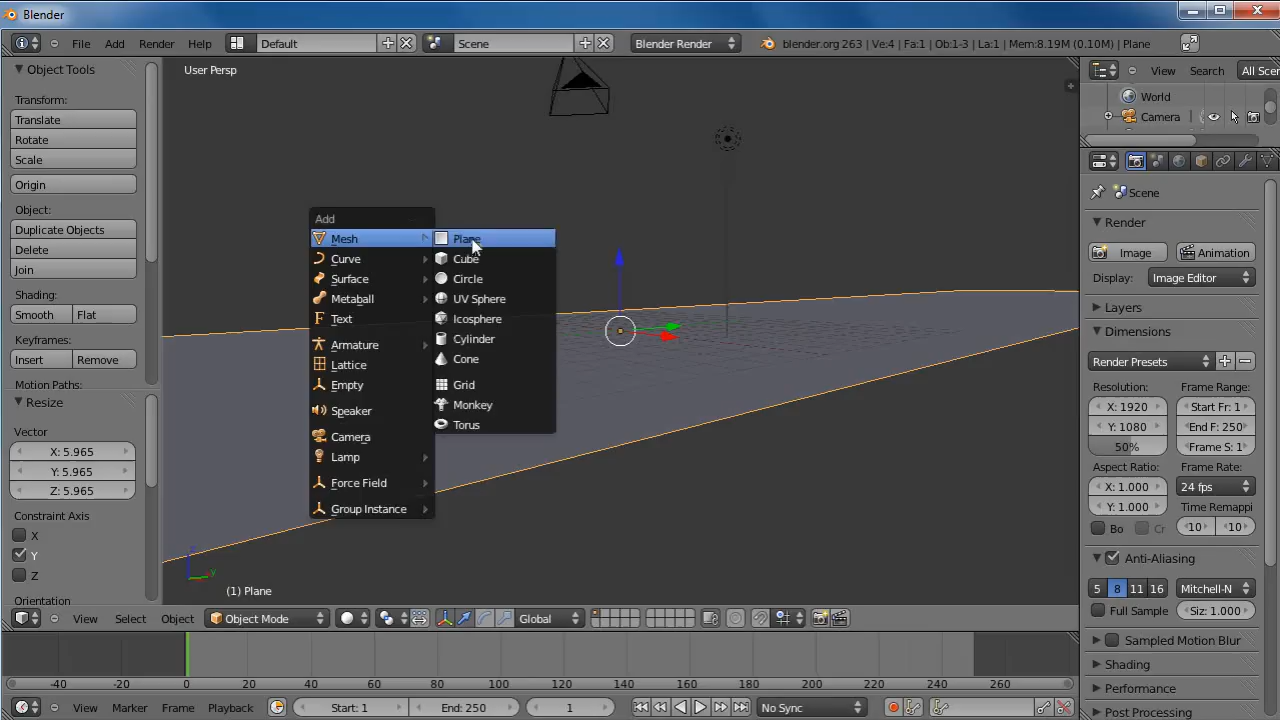 Blender
File Add Render Help Default Scene Blender Render blender.org 263 | Ve:4 | Fa:1 | Ob:1-3 | La:1 | Mem:8.19M (0.10M) | Plane
Object Tools
Transform:
Translate
Rotate
Scale
Origin
Object:
Duplicate Objects
Delete
Join
Shading:
Smooth Flat
Keyframes:
Insert Remove
Motion Paths:
Resize
Vector
X: 5.965
Y: 5.965
Z: 5.965
Constraint Axis
X
Y
Z
Orientation
User Persp
Add
Mesh
Curve
Surface
Metaball
Text
Armature
Lattice
Empty
Speaker
Camera
Lamp
Force Field
Group Instance
Plane
Cube
Circle
UV Sphere
Icosphere
Cylinder
Cone
Grid
Monkey
Torus
y
(1) Plane
View Select Object Object Mode Global
-40 -20 0 20 40 60 80 100 120 140 160 180 200 220 240 260
View Marker Frame Playback Start: 1 End: 250 1 No Sync
View Search All Scer
World
Camera
Scene
Render
Image Animation
Display: Image Editor
Layers
Dimensions
Render Presets
Resolution: Frame Range:
X: 1920 Start Fr: 1
Y: 1080 End F: 250
50% Frame S: 1
Aspect Ratio: Frame Rate:
X: 1.000 24 fps
Y: 1.000 Time Remappi
Bo Cr 10 10
Anti-Aliasing
5 8 11 16 Mitchell-N
Full Sample Siz: 1.000
Sampled Motion Blur
Shading
Performance
Post Processing